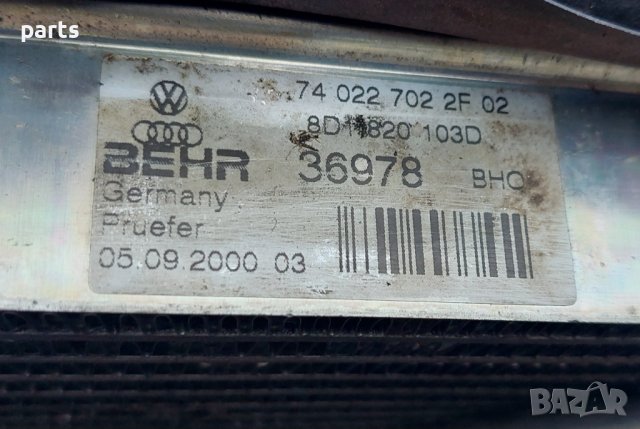 parts
74 022 702 2F 02
8D1 820 103D
BEHR 36978 BHO
Germany
Pruefer
05.09.2000 03
BAZAR